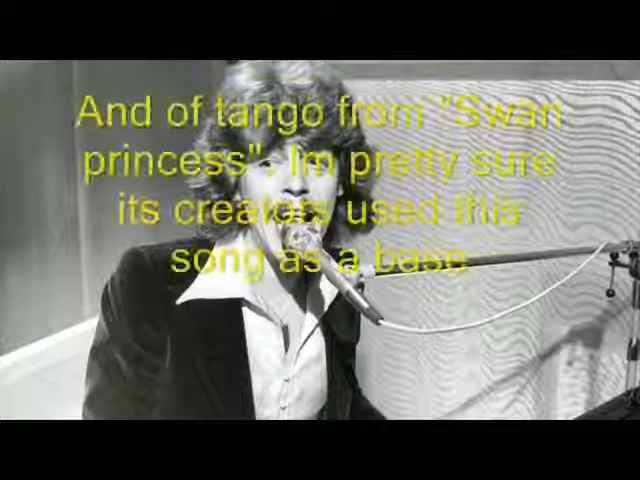 And of tango from "Swan
princess". Im pretty sure
its creators used this
song as a base